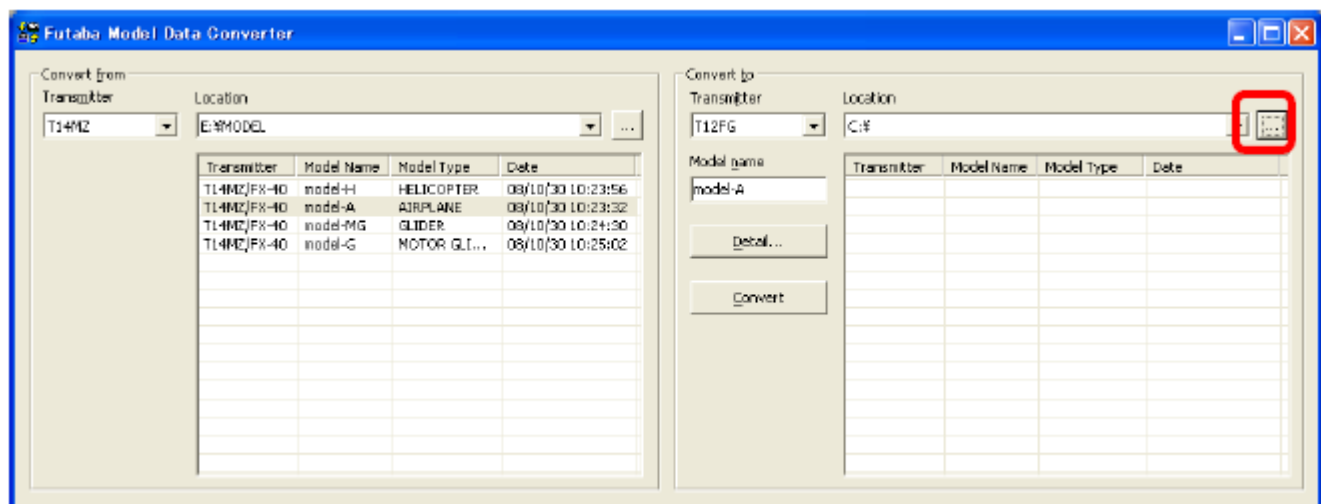 Futaba Model Data Converter
Convert from
Transmitter Location
T14MZ E:¥MODEL ...
Transmitter Model Name Model Type Date
T14MZ/FX-40 model-H HELICOPTER 08/10/30 10:23:56
T14MZ/FX-40 model-A AIRPLANE 08/10/30 10:23:32
T14MZ/FX-40 model-MG GLIDER 08/10/30 10:24:30
T14MZ/FX-40 model-G MOTOR GLI... 08/10/30 10:25:02
Convert to
Transmitter Location
T12FG C:¥ ...
Model name
model-A
Detail...
Convert
Transmitter Model Name Model Type Date